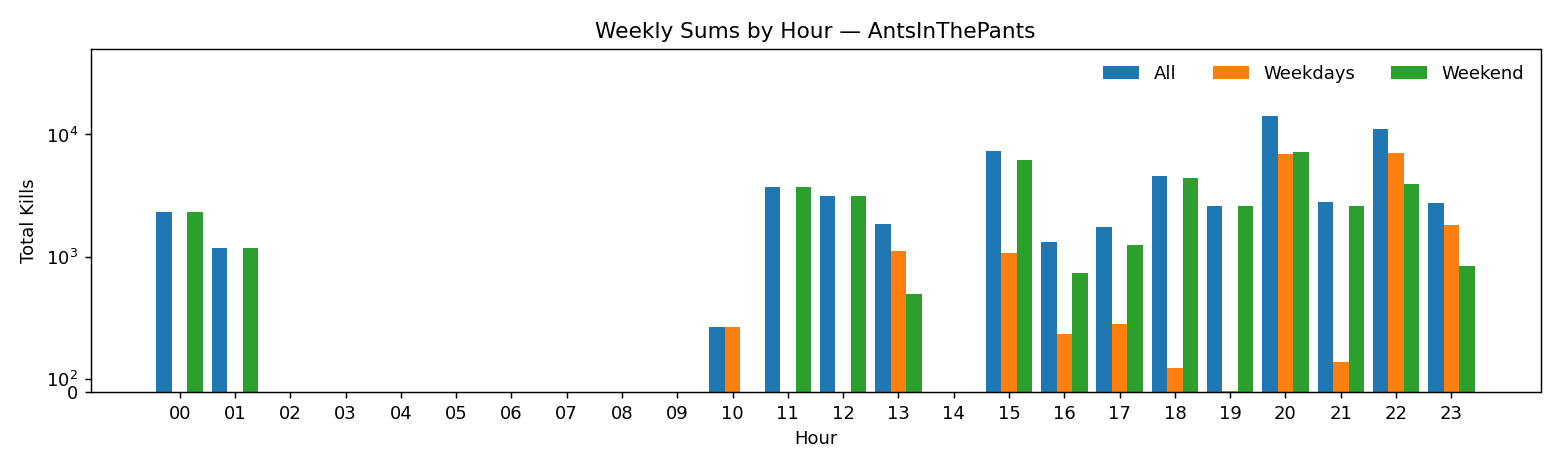 Weekly Sums by Hour — AntsInThePants
All Weekdays Weekend
10⁴
10³
10²
0
Total Kills
00 01 02 03 04 05 06 07 08 09 10 11 12 13 14 15 16 17 18 19 20 21 22 23
Hour